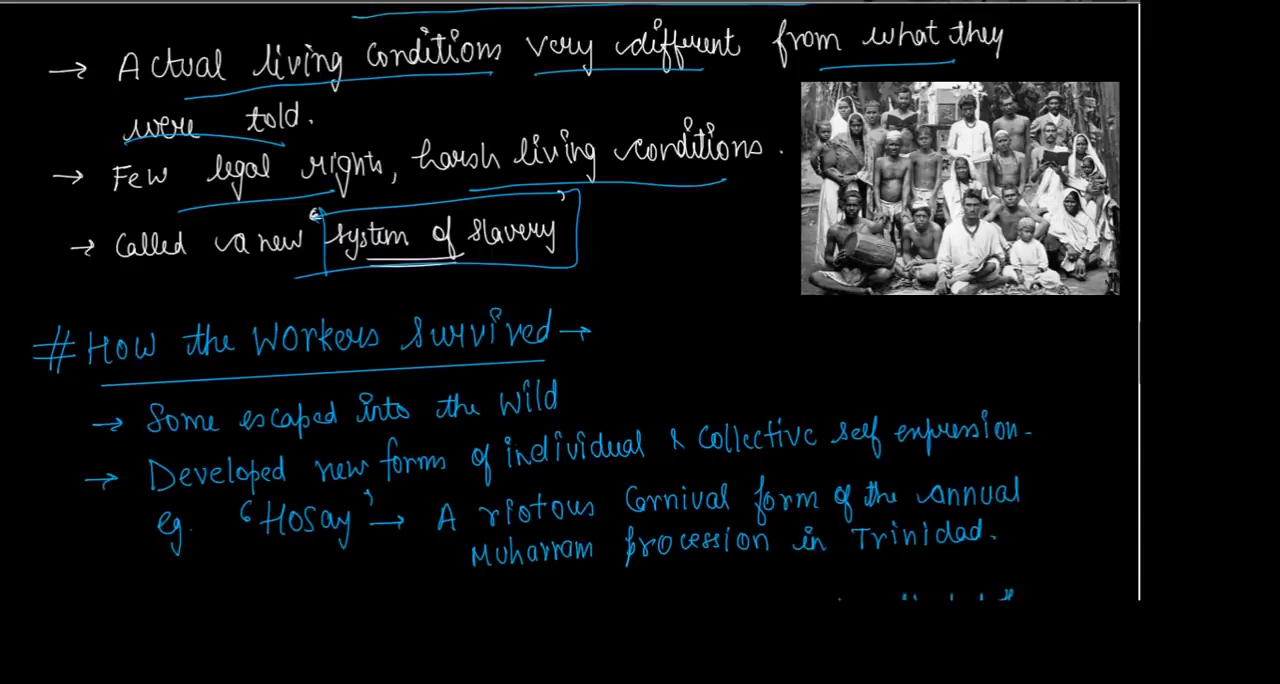 → Actual living conditions very different from what they
were told.
→ Few legal rights, harsh living conditions.
→ Called a new "system of slavery"
# How the workers survived →
→ Some escaped into the wild
→ Developed new forms of individual & collective self expression.
eg. 'Hosay' → A riotous Carnival form of the annual
Muharram procession in Trinidad.